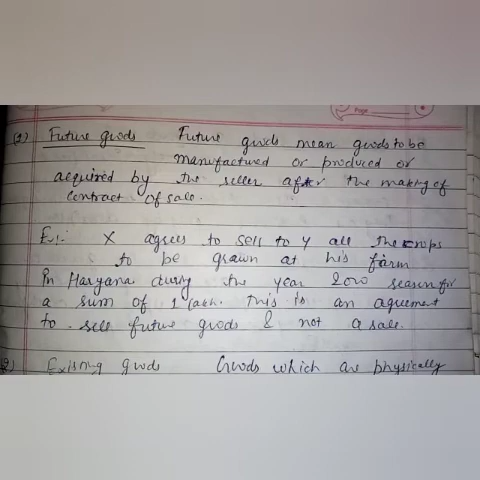 (2) Future goods Future goods mean goods to be
manufactured or produced or
acquired by the seller after the making of
contract of sale.
Ex:- X agrees to sell to Y all the crops
to be grawn at his farm
In Haryana during the year 2000 season for
a sum of 1 lakh. This is an agreement
to sell future goods & not a sale.
Existing goods Goods which are physically